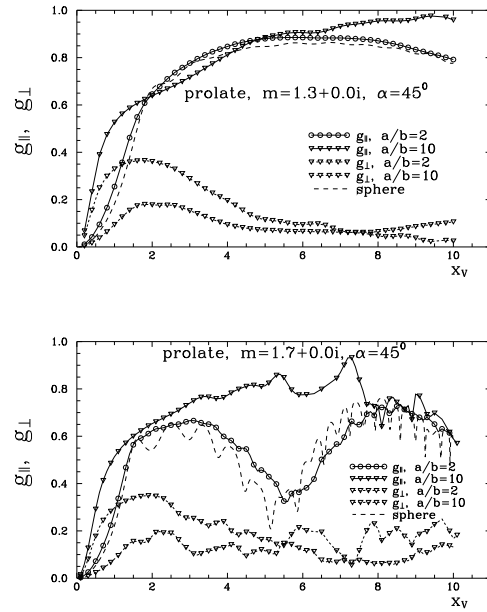 1.0
0.8
0.6
0.4
0.2
0.0
g∥, g⊥
prolate, m=1.3+0.0i, α=45⁰
g∥, a/b=2
g∥, a/b=10
g⊥, a/b=2
g⊥, a/b=10
sphere
0 2 4 6 8 10
xᵥ
1.0
0.8
0.6
0.4
0.2
0.0
g∥, g⊥
prolate, m=1.7+0.0i, α=45⁰
g∥, a/b=2
g∥, a/b=10
g⊥, a/b=2
g⊥, a/b=10
sphere
0 2 4 6 8 10
xᵥ